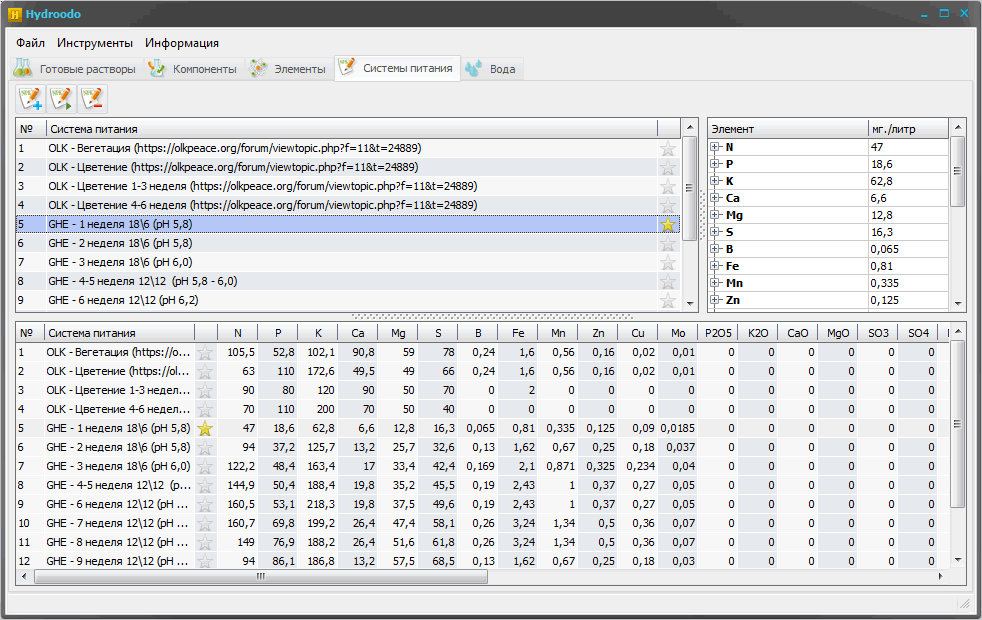 Hydroodo
Файл Инструменты Информация
Готовые растворы Компоненты Элементы Системы питания Вода
№ Система питания
1 OLK - Вегетация (https://olkpeace.org/forum/viewtopic.php?f=11&t=24889)
2 OLK - Цветение (https://olkpeace.org/forum/viewtopic.php?f=11&t=24889)
3 OLK - Цветение 1-3 неделя (https://olkpeace.org/forum/viewtopic.php?f=11&t=24889)
4 OLK - Цветение 4-6 неделя (https://olkpeace.org/forum/viewtopic.php?f=11&t=24889)
5 GHE - 1 неделя 18\6 (pH 5,8)
6 GHE - 2 неделя 18\6 (pH 5,8)
7 GHE - 3 неделя 18\6 (pH 6,0)
8 GHE - 4-5 неделя 12\12 (pH 5,8 - 6,0)
9 GHE - 6 неделя 12\12 (pH 6,2)
Элемент мг./литр
N 47
P 18,6
K 62,8
Ca 6,6
Mg 12,8
S 16,3
B 0,065
Fe 0,81
Mn 0,335
Zn 0,125
№ Система питания N P K Ca Mg S B Fe Mn Zn Cu Mo P2O5 K2O CaO MgO SO3 SO4
1 OLK - Вегетация (https://o... 105,5 52,8 102,1 90,8 59 78 0,24 1,6 0,56 0,16 0,02 0,01 0 0 0 0 0 0
2 OLK - Цветение (https://ol... 63 110 172,6 49,5 49 66 0,24 1,6 0,56 0,16 0,02 0,01 0 0 0 0 0 0
3 OLK - Цветение 1-3 недел... 90 80 120 90 50 70 0 2 0 0 0 0 0 0 0 0 0 0
4 OLK - Цветение 4-6 недел... 70 110 200 70 50 40 0 0 0 0 0 0 0 0 0 0 0 0
5 GHE - 1 неделя 18\6 (pH 5,8) 47 18,6 62,8 6,6 12,8 16,3 0,065 0,81 0,335 0,125 0,09 0,0185 0 0 0 0 0 0
6 GHE - 2 неделя 18\6 (pH 5,8) 94 37,2 125,7 13,2 25,7 32,6 0,13 1,62 0,67 0,25 0,18 0,037 0 0 0 0 0 0
7 GHE - 3 неделя 18\6 (pH 6,0) 122,2 48,4 163,4 17 33,4 42,4 0,169 2,1 0,871 0,325 0,234 0,04 0 0 0 0 0 0
8 GHE - 4-5 неделя 12\12 (p... 144,9 50,4 188,4 19,8 35,2 45,5 0,19 2,43 1 0,37 0,27 0,05 0 0 0 0 0 0
9 GHE - 6 неделя 12\12 (pH ... 160,5 53,1 218,3 19,8 37,5 49,6 0,19 2,43 1 0,37 0,27 0,05 0 0 0 0 0 0
10 GHE - 7 неделя 12\12 (pH ... 160,7 69,8 199,2 26,4 47,4 58,1 0,26 3,24 1,34 0,5 0,36 0,07 0 0 0 0 0 0
11 GHE - 8 неделя 12\12 (pH ... 149 76,9 188,2 26,4 51,6 61,8 0,26 3,24 1,34 0,5 0,36 0,07 0 0 0 0 0 0
12 GHE - 9 неделя 12\12 (pH ... 94 86,1 186,8 13,2 57,5 68,5 0,13 1,62 0,67 0,25 0,18 0,03 0 0 0 0 0 0